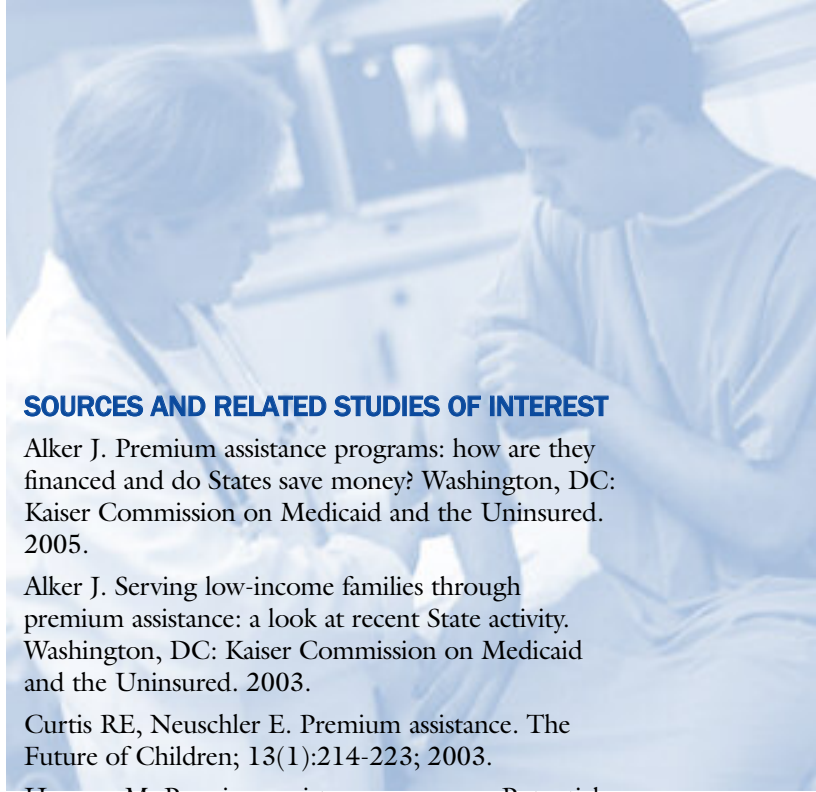 SOURCES AND RELATED STUDIES OF INTEREST
Alker J. Premium assistance programs: how are they
financed and do States save money? Washington, DC:
Kaiser Commission on Medicaid and the Uninsured.
2005.
Alker J. Serving low-income families through
premium assistance: a look at recent State activity.
Washington, DC: Kaiser Commission on Medicaid
and the Uninsured. 2003.
Curtis RE, Neuschler E. Premium assistance. The
Future of Children; 13(1):214-223; 2003.